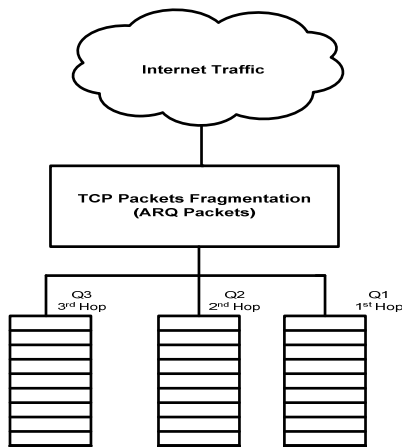 Internet Traffic
TCP Packets Fragmentation
(ARQ Packets)
Q3
3rd Hop
Q2
2nd Hop
Q1
1st Hop